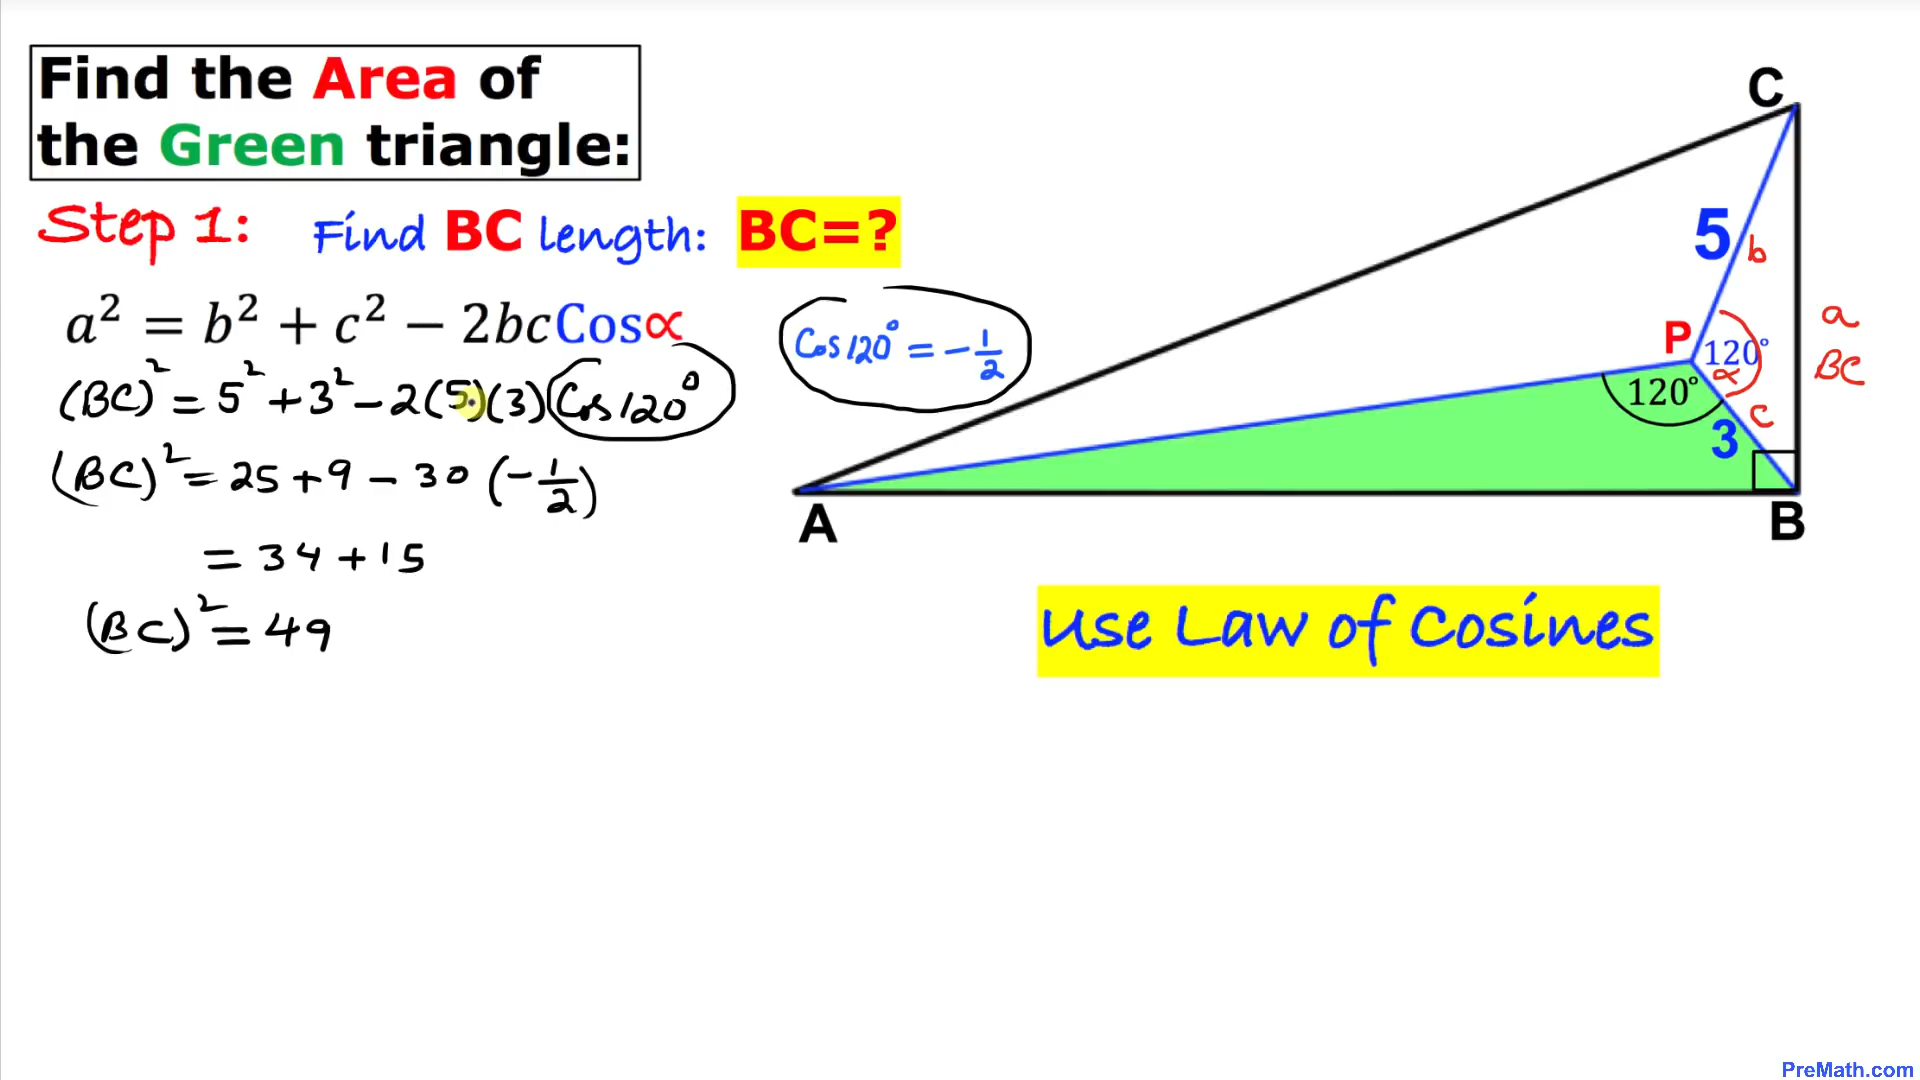 Find the Area of
the Green triangle:
Step 1: Find BC length: BC=?
a² = b² + c² − 2bcCos∝
(BC)² = 5² + 3² − 2(5)(3) Cos120°
Cos120° = −1/2
(BC)² = 25 + 9 − 30 (−1/2)
= 34 + 15
(BC)² = 49
C
5
b
P
120°
∝
a
BC
120°
c
3
A
B
Use Law of Cosines
PreMath.com